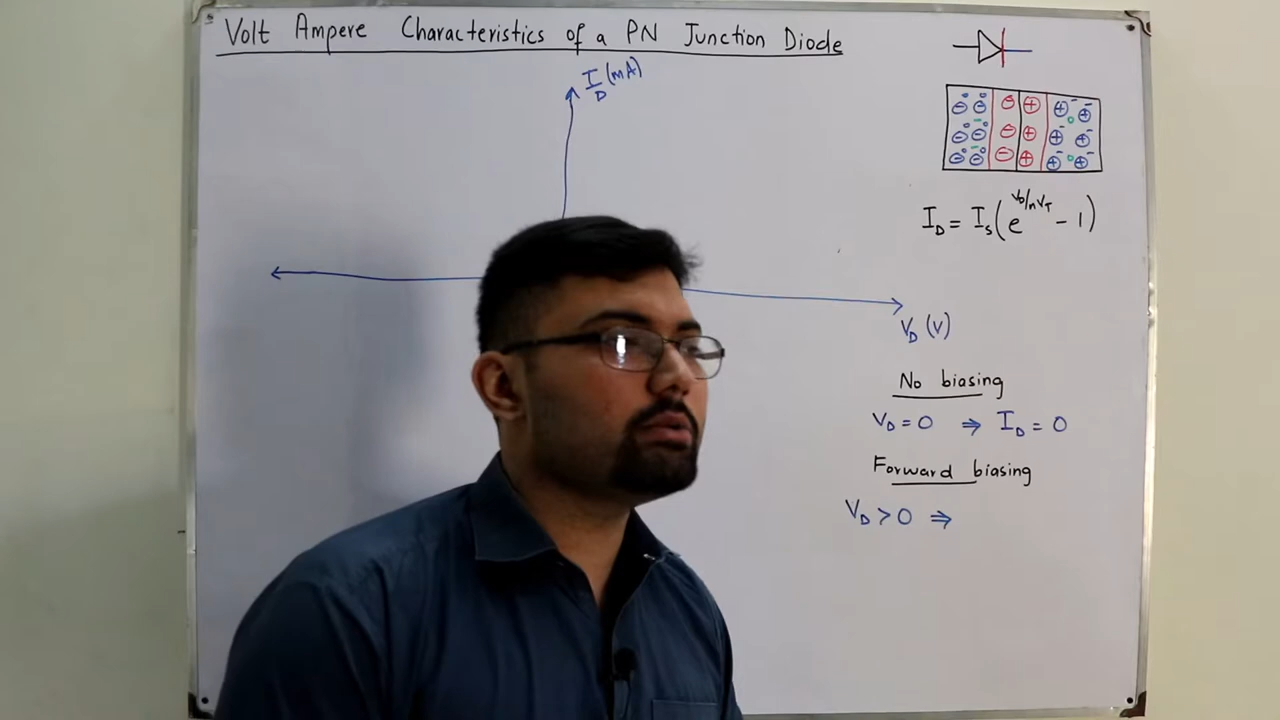 Volt Ampere Characteristics of a PN Junction Diode
I_D (mA)
I_D = I_s (e^{V_D/nV_T} - 1)
V_D (V)
No biasing
V_D = 0 ⇒ I_D = 0
Forward biasing
V_D > 0 ⇒